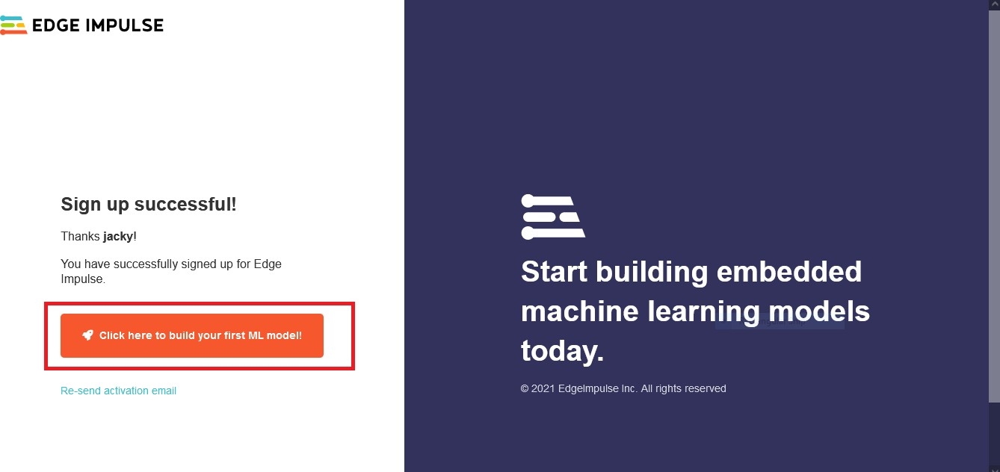 EDGE IMPULSE
Sign up successful!
Thanks jacky!
You have successfully signed up for Edge
Impulse.
Click here to build your first ML model!
Re-send activation email
Start building embedded
machine learning models
today.
© 2021 EdgeImpulse Inc. All rights reserved